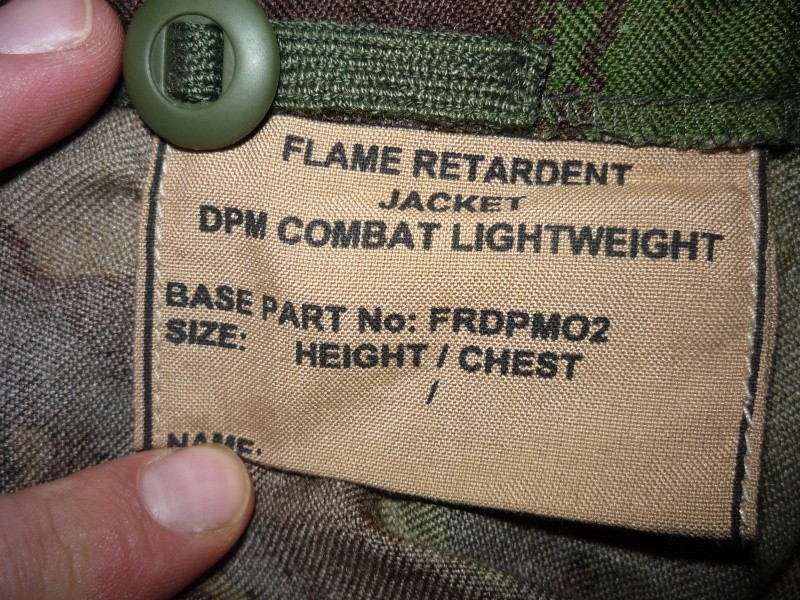 FLAME RETARDENT
JACKET
DPM COMBAT LIGHTWEIGHT
BASE PART No: FRDPMO2
SIZE: HEIGHT / CHEST
/
NAME: